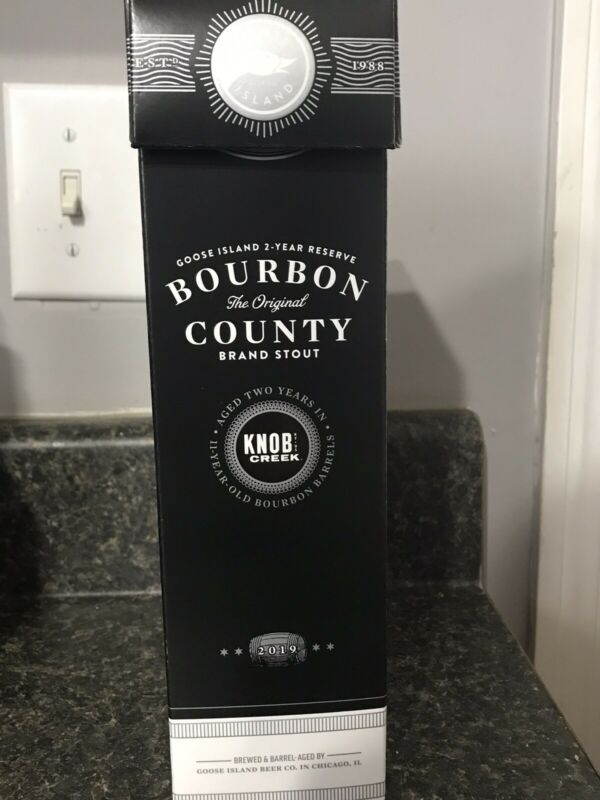 ESTD 1988
ISLAND
GOOSE ISLAND 2-YEAR RESERVE
BOURBON
The Original
COUNTY
BRAND STOUT
• AGED TWO YEARS IN •
11-YEAR-OLD BOURBON BARRELS
KNOB
CREEK
2019
BREWED & BARREL-AGED BY
GOOSE ISLAND BEER CO. IN CHICAGO, IL